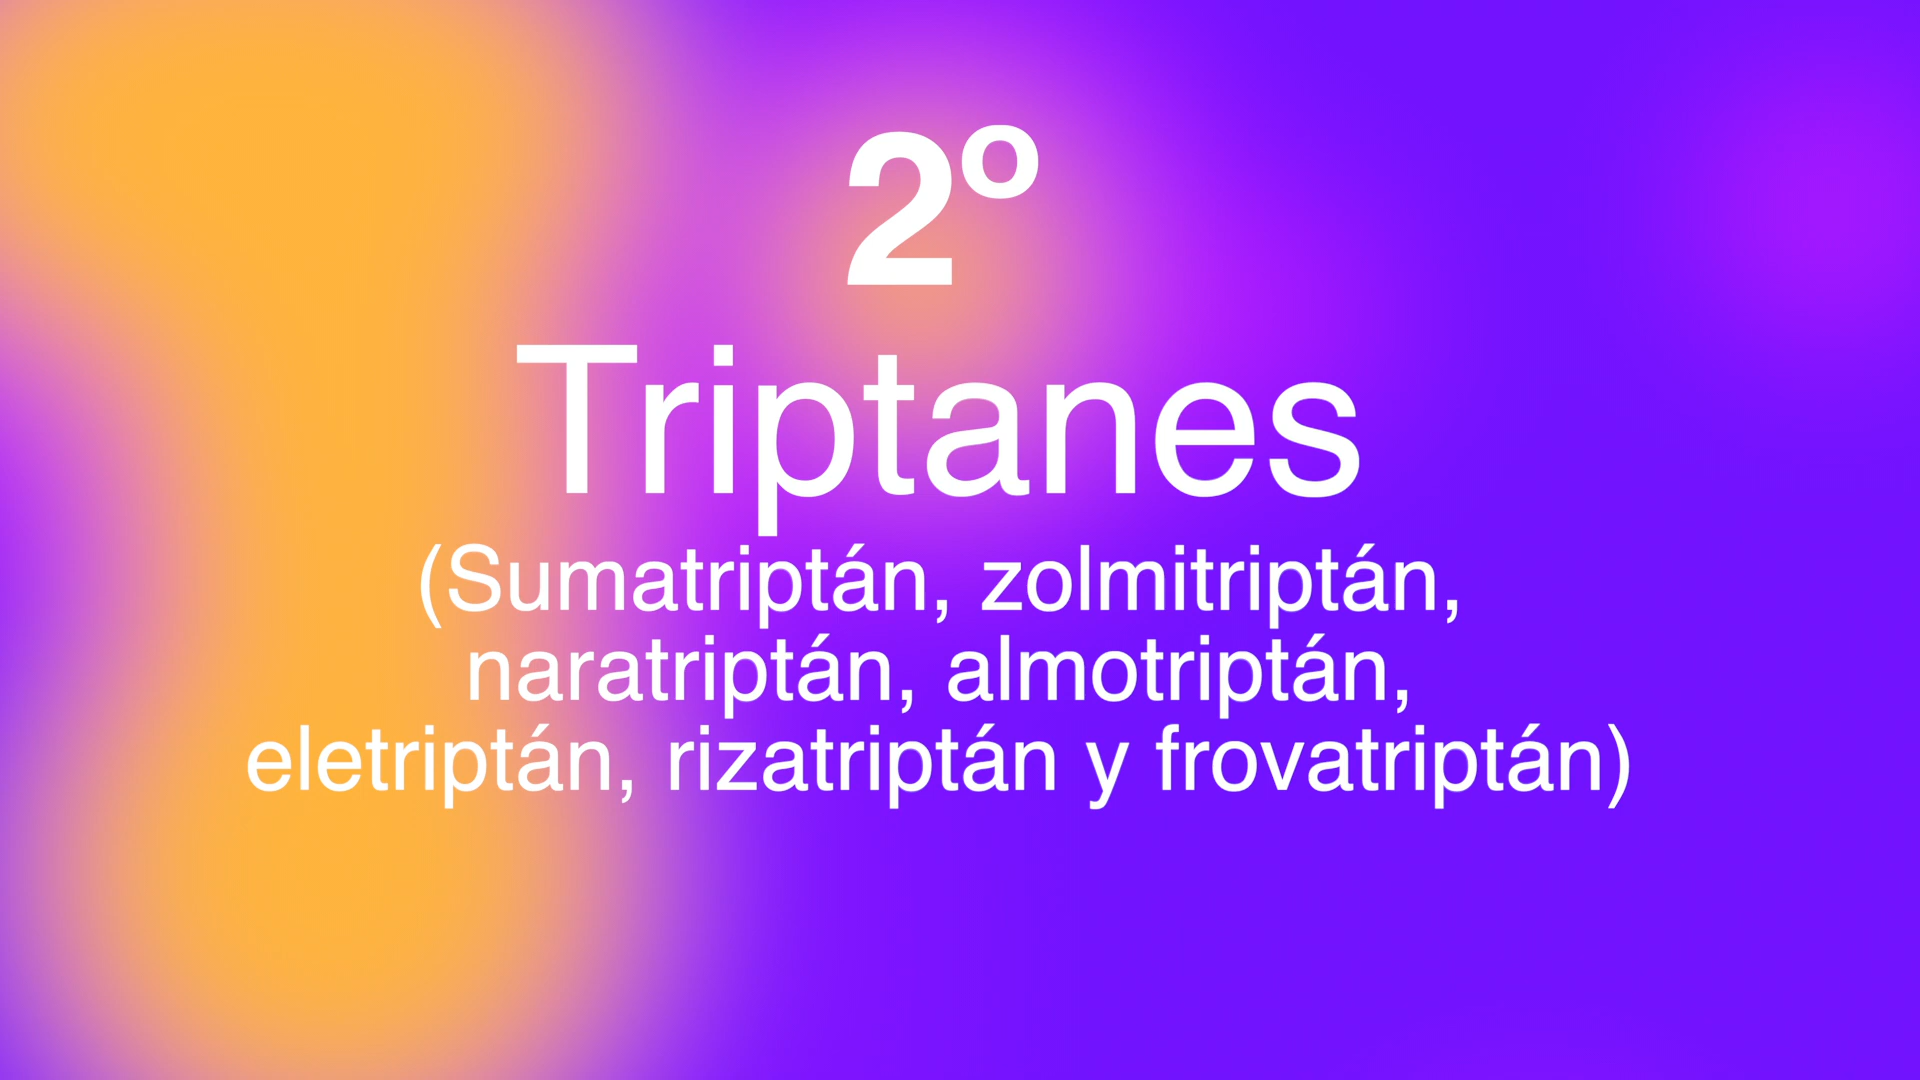 2º
Triptanes
(Sumatriptán, zolmitriptán,
naratriptán, almotriptán,
eletriptán, rizatriptán y frovatriptán)